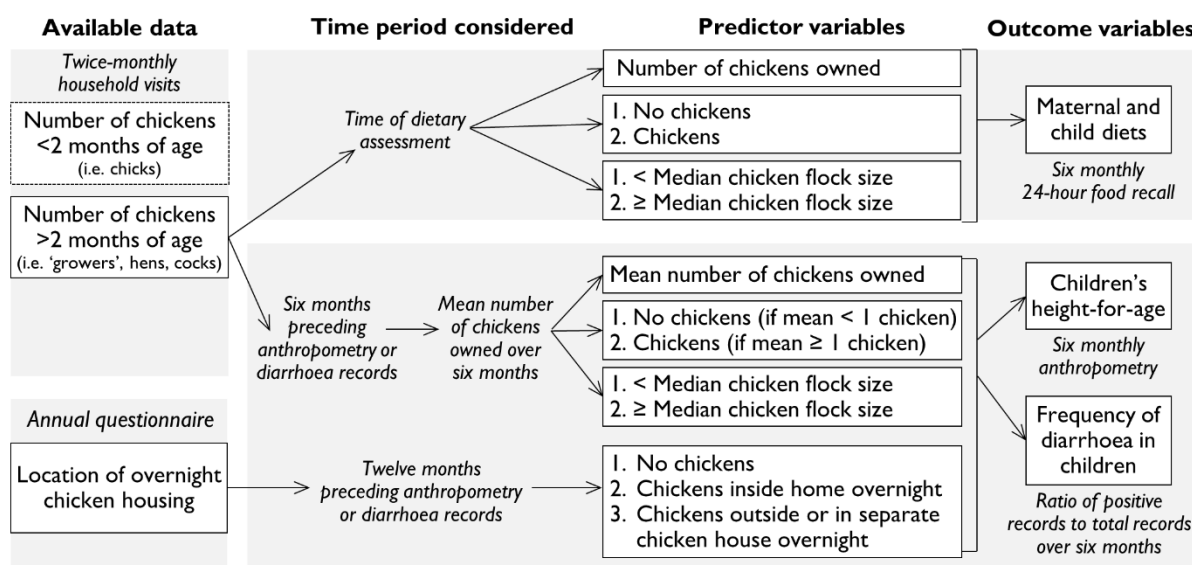 Available data
Twice-monthly
household visits
Number of chickens
<2 months of age
(i.e. chicks)
Number of chickens
>2 months of age
(i.e. ‘growers’, hens, cocks)
Annual questionnaire
Location of overnight
chicken housing
Time period considered
Time of dietary
assessment
Six months
preceding
anthropometry or
diarrhoea records
Mean number
of chickens
owned over
six months
Twelve months
preceding anthropometry
or diarrhoea records
Predictor variables
Number of chickens owned
1. No chickens
2. Chickens
1. < Median chicken flock size
2. ≥ Median chicken flock size
Mean number of chickens owned
1. No chickens (if mean < 1 chicken)
2. Chickens (if mean ≥ 1 chicken)
1. < Median chicken flock size
2. ≥ Median chicken flock size
1. No chickens
2. Chickens inside home overnight
3. Chickens outside or in separate
chicken house overnight
Outcome variables
Maternal and
child diets
Six monthly
24-hour food recall
Children’s
height-for-age
Six monthly
anthropometry
Frequency of
diarrhoea in
children
Ratio of positive
records to total records
over six months